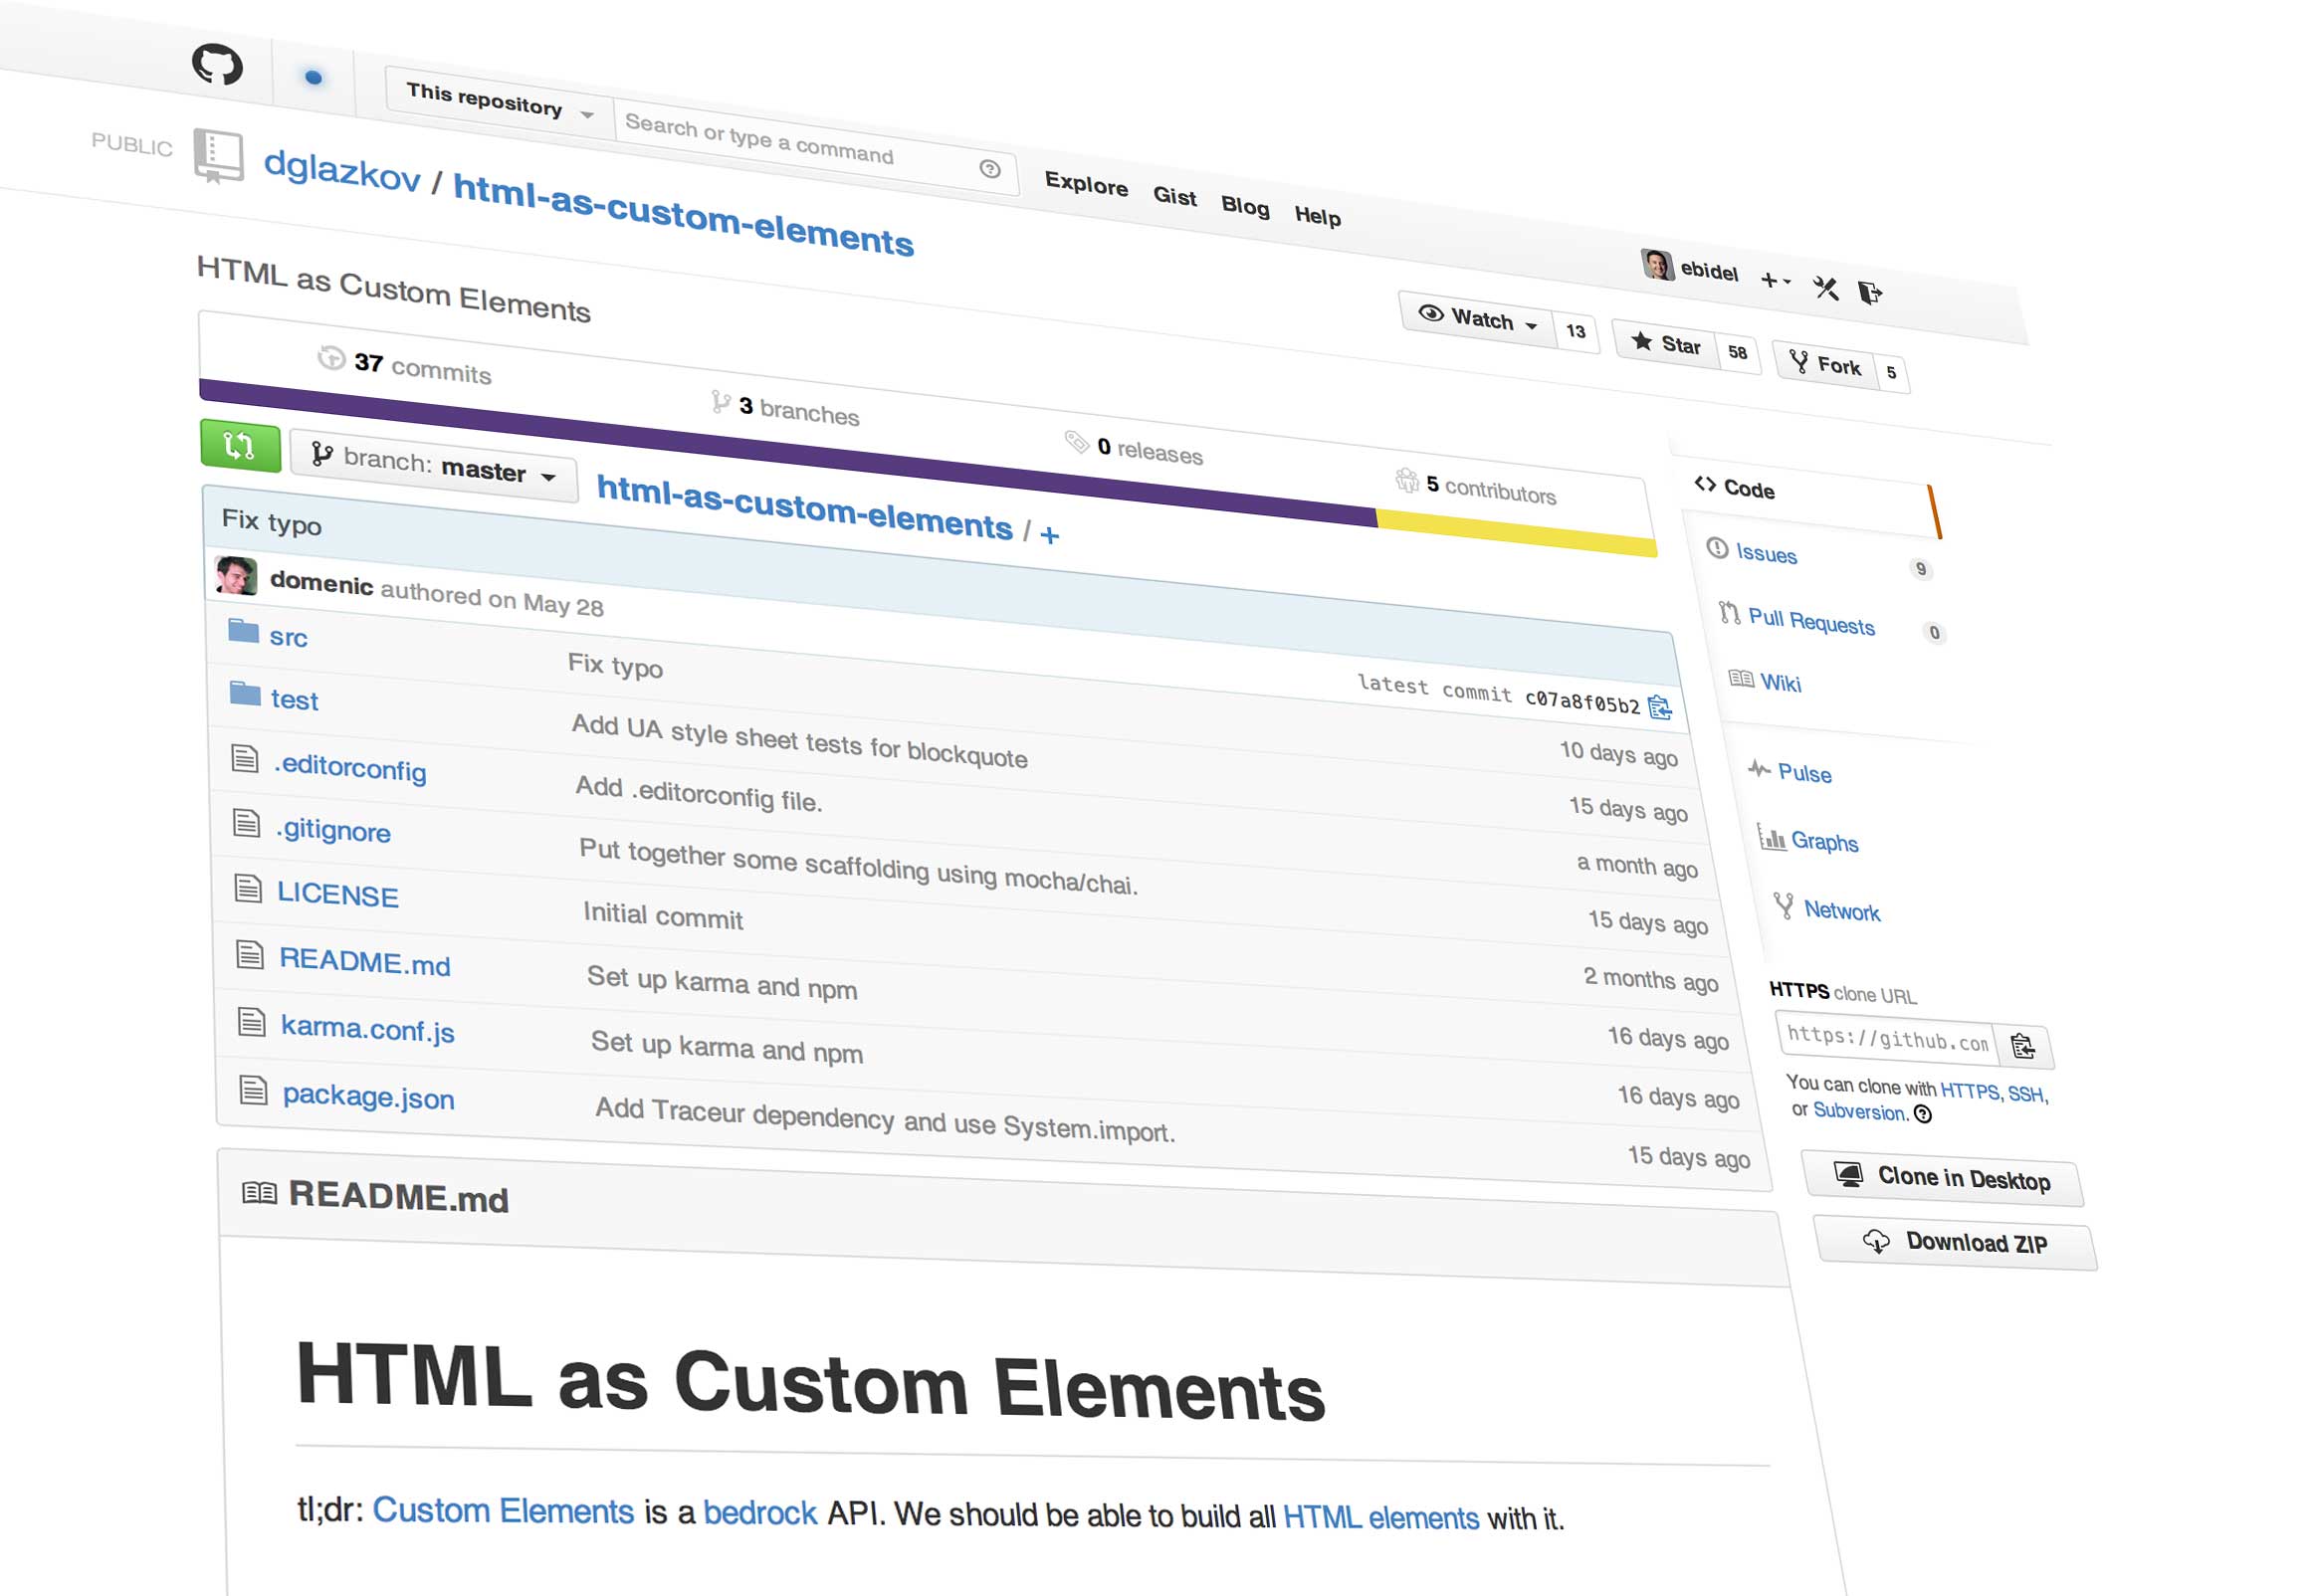 This repository
Search or type a command
Explore Gist Blog Help
ebidel
PUBLIC dglazkov / html-as-custom-elements
Watch 13 Star 58 Fork 5
HTML as Custom Elements
37 commits 3 branches 0 releases 5 contributors
branch: master html-as-custom-elements / +
Fix typo
domenic authored on May 28 latest commit c07a8f05b2
src Fix typo 10 days ago
test Add UA style sheet tests for blockquote 15 days ago
.editorconfig Add .editorconfig file. a month ago
.gitignore Put together some scaffolding using mocha/chai. 15 days ago
LICENSE Initial commit 2 months ago
README.md Set up karma and npm 16 days ago
karma.conf.js Set up karma and npm 16 days ago
package.json Add Traceur dependency and use System.import. 15 days ago
Code
Issues 9
Pull Requests 0
Wiki
Pulse
Graphs
Network
HTTPS clone URL
https://github.con
You can clone with HTTPS, SSH,
or Subversion.
Clone in Desktop
Download ZIP
README.md
HTML as Custom Elements
tl;dr: Custom Elements is a bedrock API. We should be able to build all HTML elements with it.